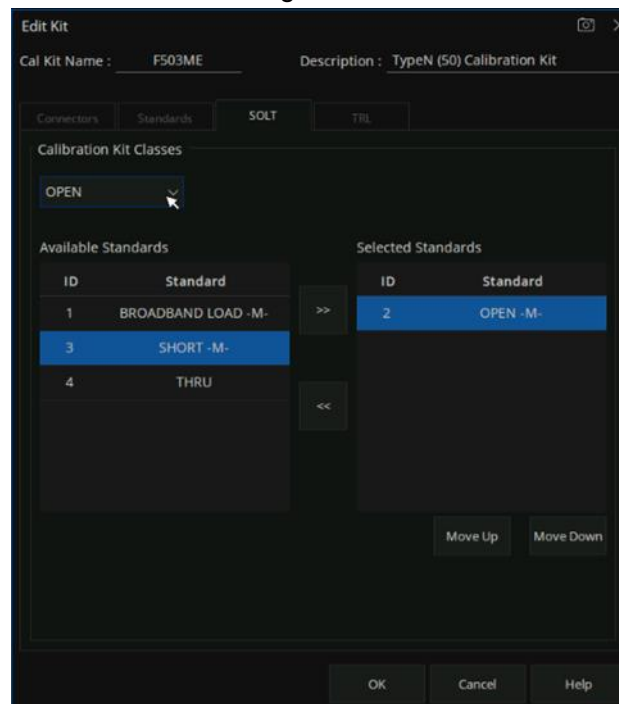 Edit Kit
Cal Kit Name : F503ME Description : TypeN (50) Calibration Kit
Connectors Standards SOLT TRL
Calibration Kit Classes
OPEN
Available Standards Selected Standards
ID Standard ID Standard
1 BROADBAND LOAD -M- >> 2 OPEN -M-
3 SHORT -M-
4 THRU
<<
Move Up Move Down
OK Cancel Help